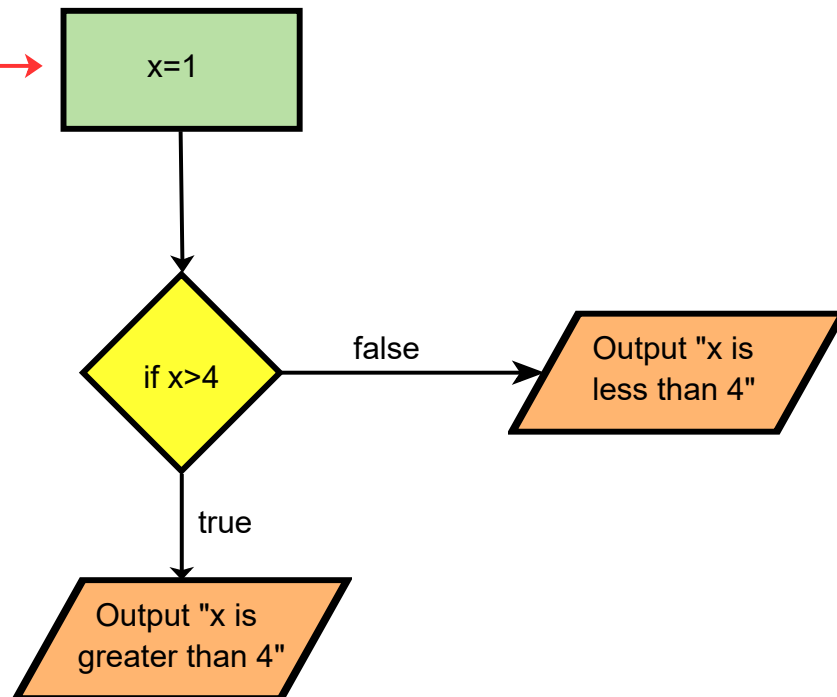 x=1
if x>4
false
Output "x is
less than 4"
true
Output "x is
greater than 4"